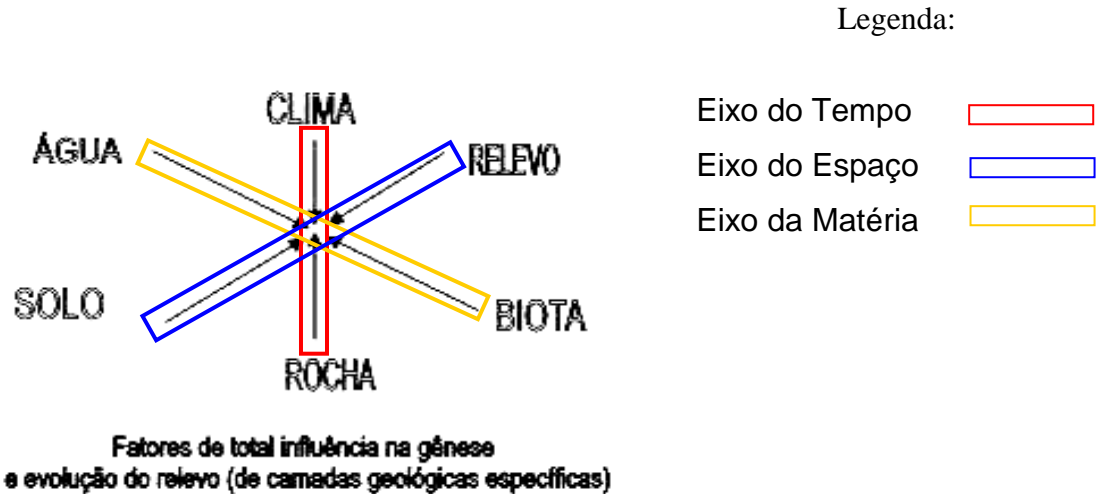 Legenda:
CLIMA
ÁGUA
RELEVO
SOLO
BIOTA
ROCHA
Eixo do Tempo
Eixo do Espaço
Eixo da Matéria
Fatores de total influência na gênese
e evolução do relevo (de camadas geológicas específicas)